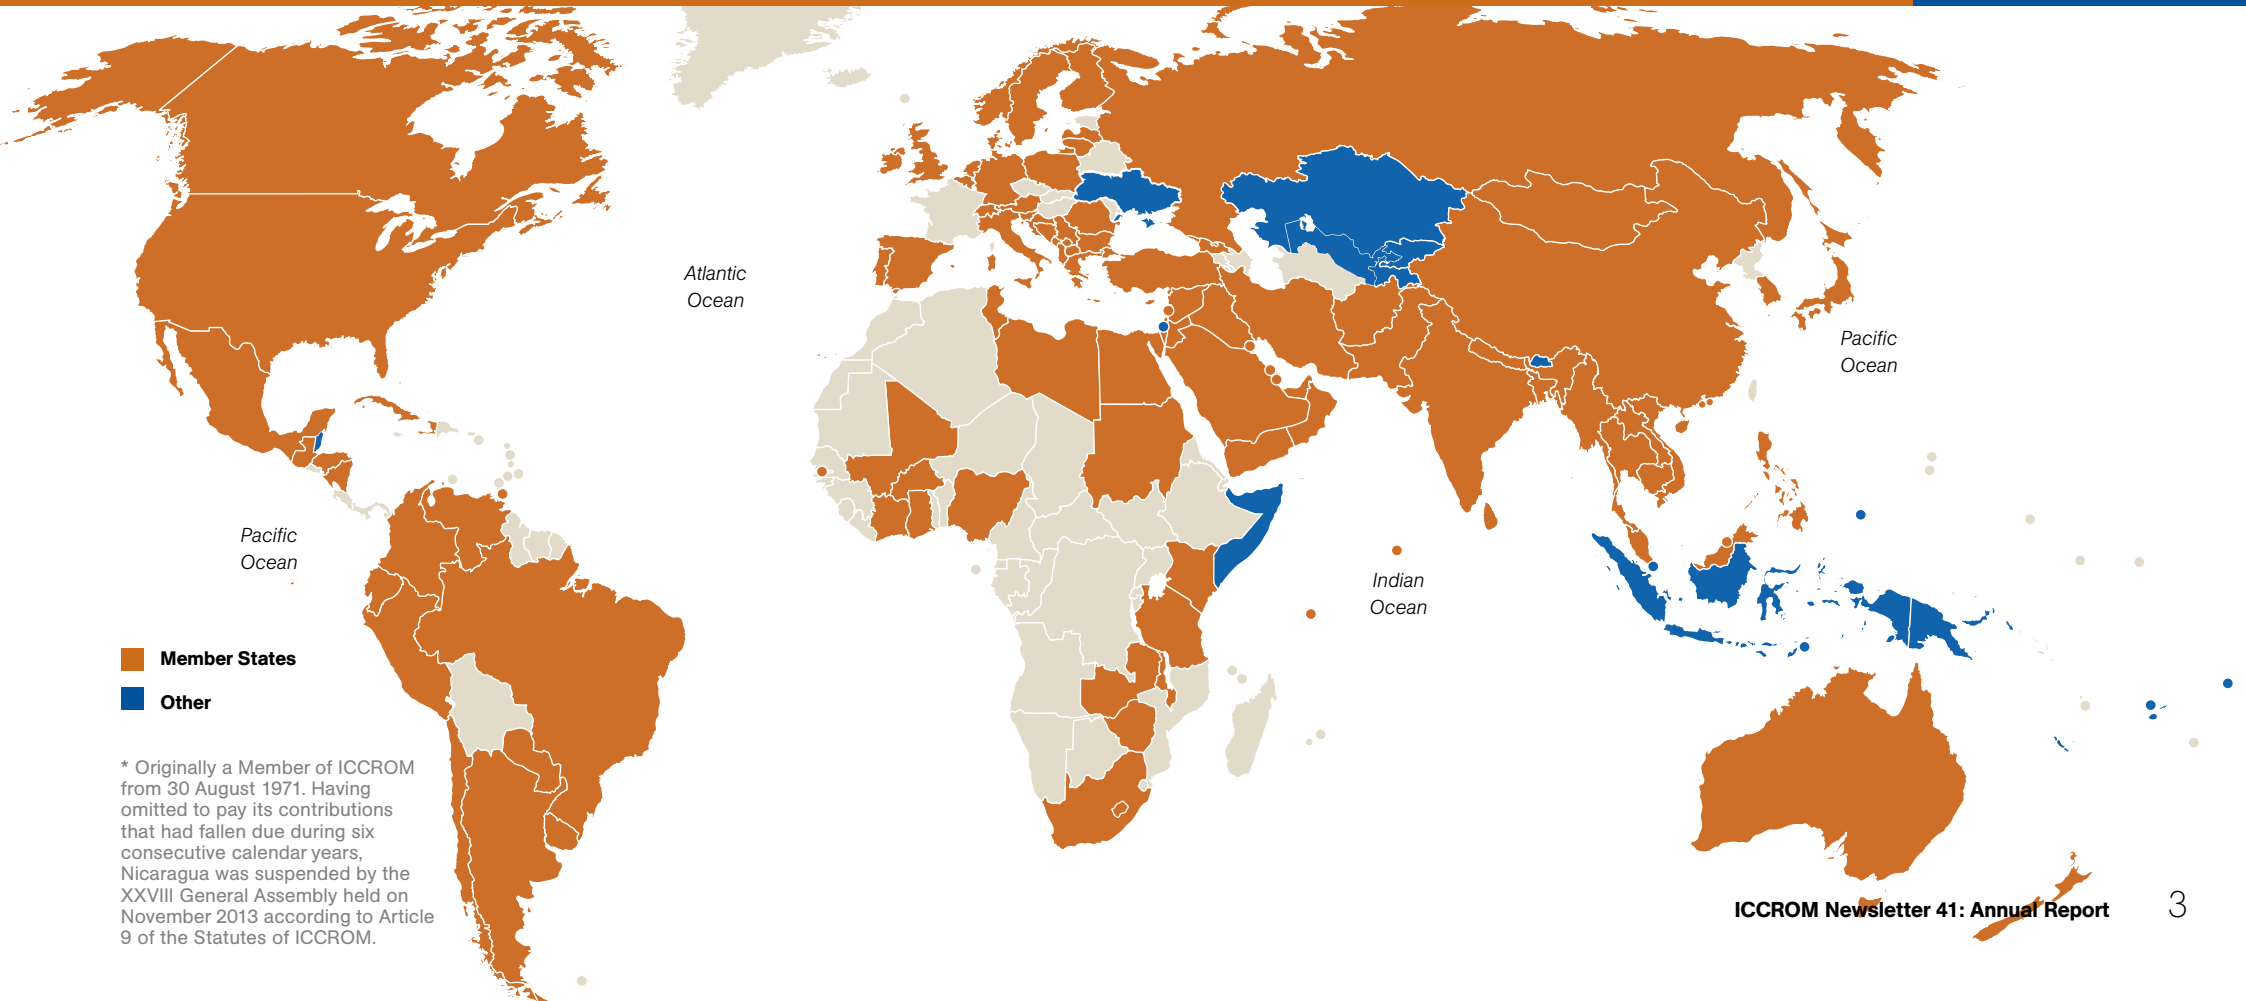 Atlantic
Ocean
Pacific
Ocean
Pacific
Ocean
Indian
Ocean
Member States
Other
* Originally a Member of ICCROM
from 30 August 1971. Having
omitted to pay its contributions
that had fallen due during six
consecutive calendar years,
Nicaragua was suspended by the
XXVIII General Assembly held on
November 2013 according to Article
9 of the Statutes of ICCROM.
ICCROM Newsletter 41: Annual Report 3